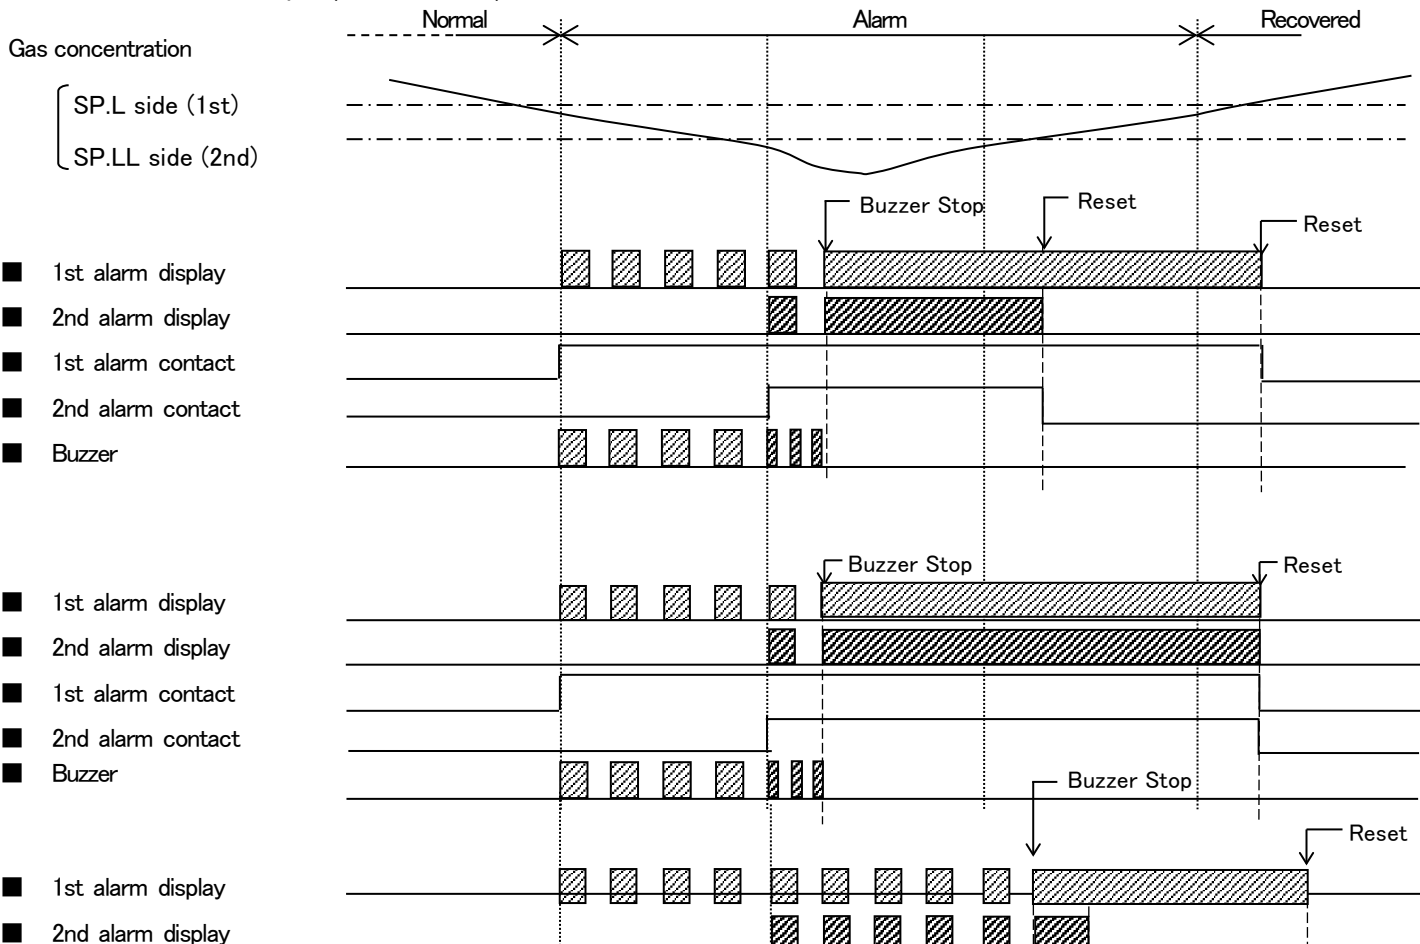 Normal
Alarm
Recovered
Gas concentration
SP.L side (1st)
SP.LL side (2nd)
Buzzer Stop
Reset
Reset
■ 1st alarm display
■ 2nd alarm display
■ 1st alarm contact
■ 2nd alarm contact
■ Buzzer
Buzzer Stop
Reset
■ 1st alarm display
■ 2nd alarm display
■ 1st alarm contact
■ 2nd alarm contact
■ Buzzer
Buzzer Stop
Reset
■ 1st alarm display
■ 2nd alarm display